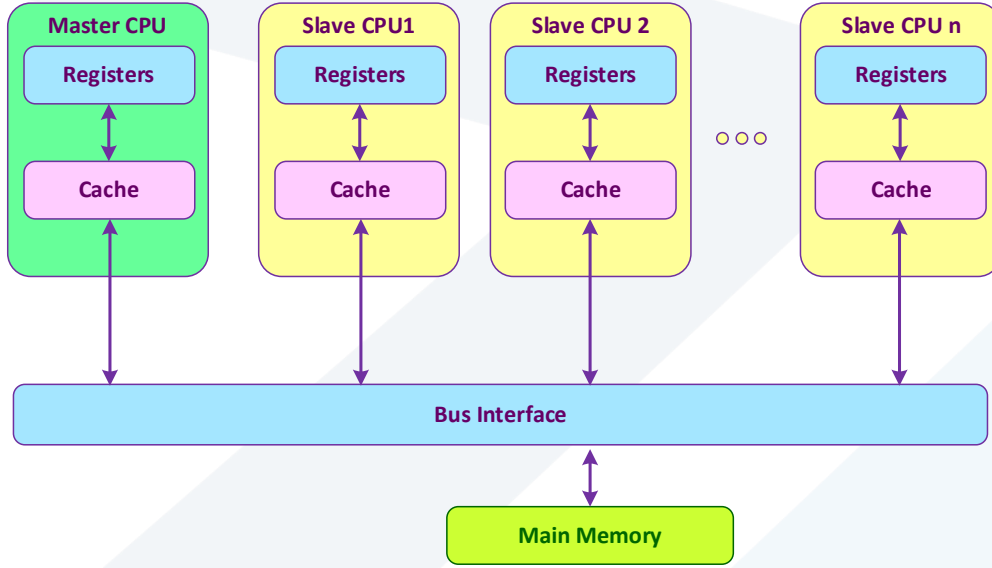 Master CPU
Slave CPU1
Slave CPU 2
Slave CPU n
Registers
Registers
Registers
Registers
Cache
Cache
Cache
Cache
Bus Interface
Main Memory